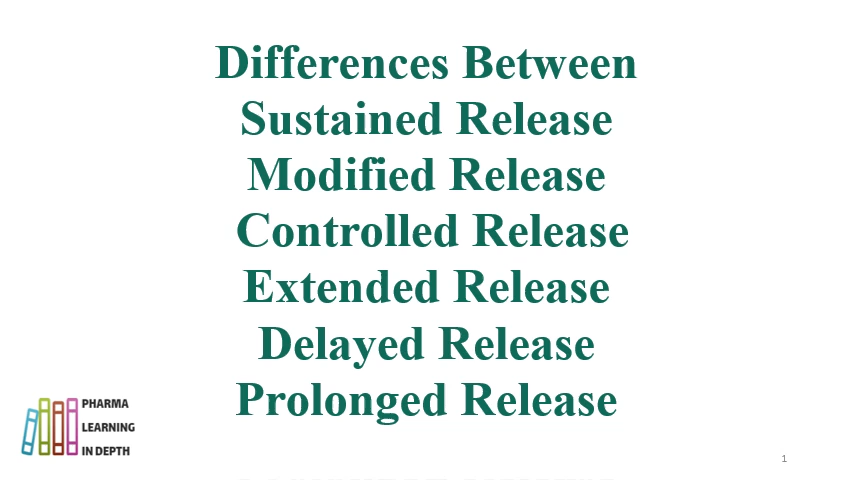 Differences Between
Sustained Release
Modified Release
Controlled Release
Extended Release
Delayed Release
Prolonged Release
PHARMA
LEARNING
IN DEPTH
1